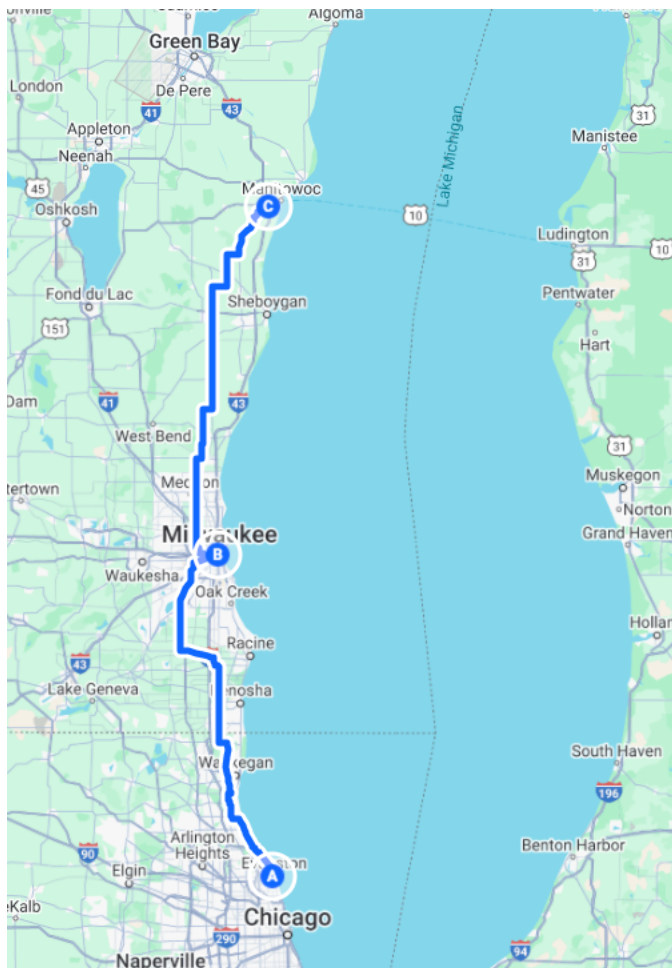 Algoma
Green Bay
De Pere
London
41
43
31
Appleton
Manistee
Neenah
45
Lake Michigan
Manitowoc
C
Oshkosh
10
Ludington
10
31
Fond du Lac
Sheboygan
Pentwater
151
Hart
41
43
Dam
West Bend
31
Muskegon
tertown
Norton
Milwaukee
Grand Haven
B
Waukesha
Oak Creek
Holla
Racine
43
Lake Geneva
Kenosha
South Haven
Waukegan
196
Arlington
Heights
90
Benton Harbor
Elgin
Evanston
A
eKalb
Chicago
290
94
Naperville